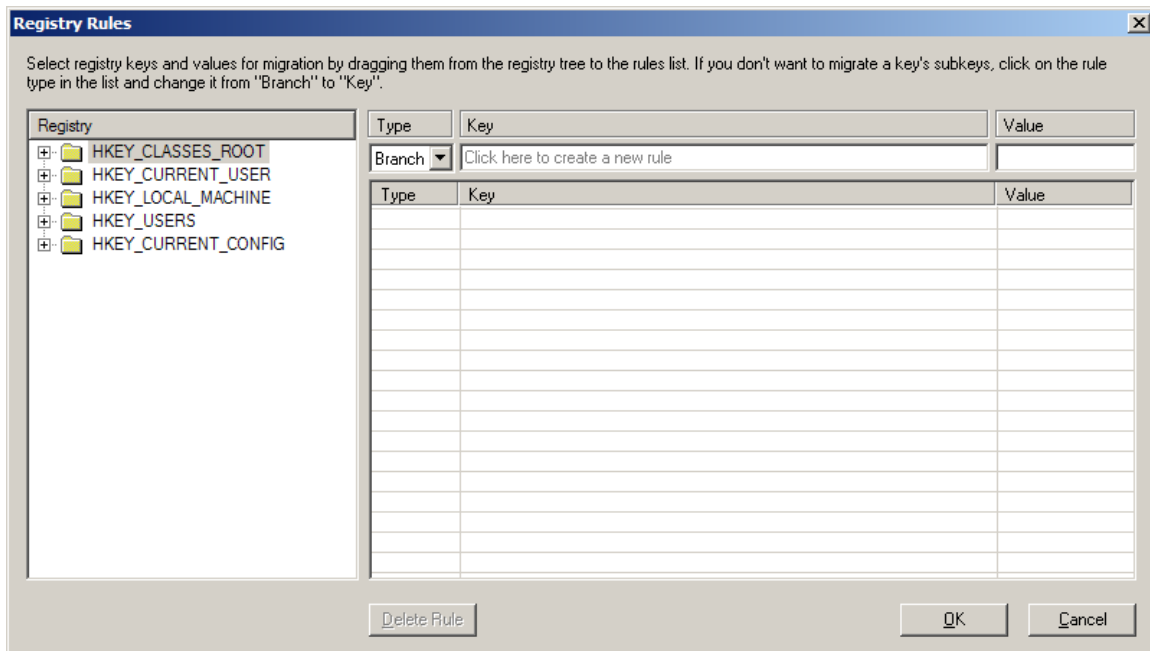 Registry Rules
Select registry keys and values for migration by dragging them from the registry tree to the rules list. If you don't want to migrate a key's subkeys, click on the rule
type in the list and change it from "Branch" to "Key".
Registry
HKEY_CLASSES_ROOT
HKEY_CURRENT_USER
HKEY_LOCAL_MACHINE
HKEY_USERS
HKEY_CURRENT_CONFIG
Type Key Value
Branch Click here to create a new rule
Type Key Value
Delete Rule OK Cancel